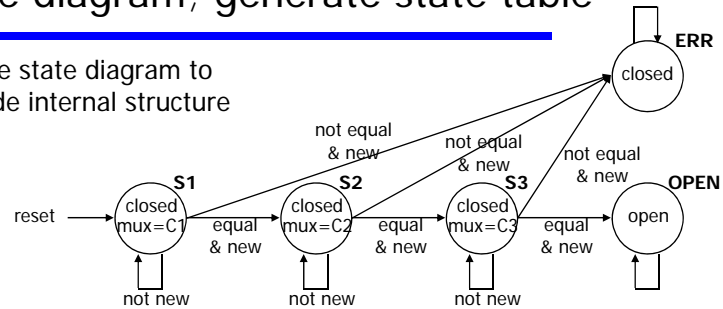 diagram, generate state table
state diagram to
internal structure
ERR
closed
not equal
& new
not equal
& new
not equal
& new
S1
S2
S3
OPEN
reset
closed
mux=C1
equal
& new
closed
mux=C2
equal
& new
closed
mux=C3
equal
& new
open
not new
not new
not new